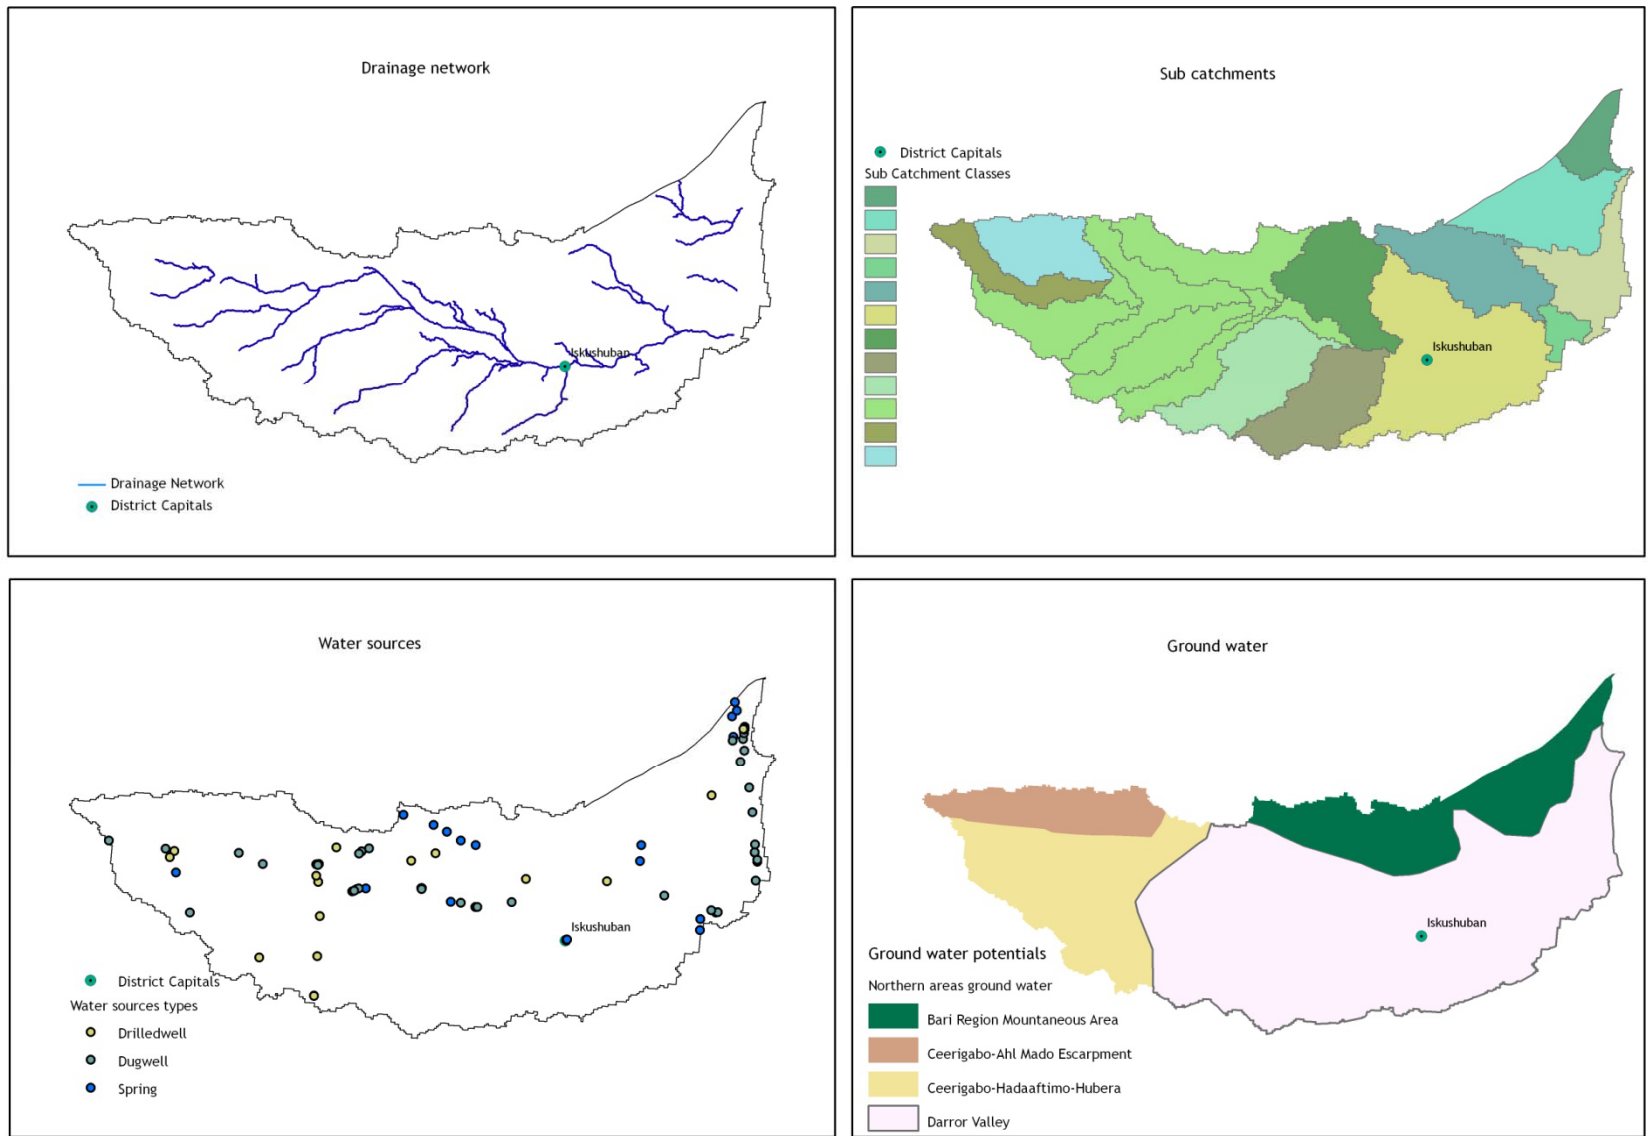 Drainage network
Iskushuban
Drainage Network
District Capitals
Sub catchments
District Capitals
Sub Catchment Classes
Iskushuban
Water sources
Iskushuban
District Capitals
Water sources types
Drilledwell
Dugwell
Spring
Ground water
Iskushuban
Ground water potentials
Northern areas ground water
Bari Region Mountaneous Area
Ceerigabo-Ahl Mado Escarpment
Ceerigabo-Hadaaftimo-Hubera
Darror Valley